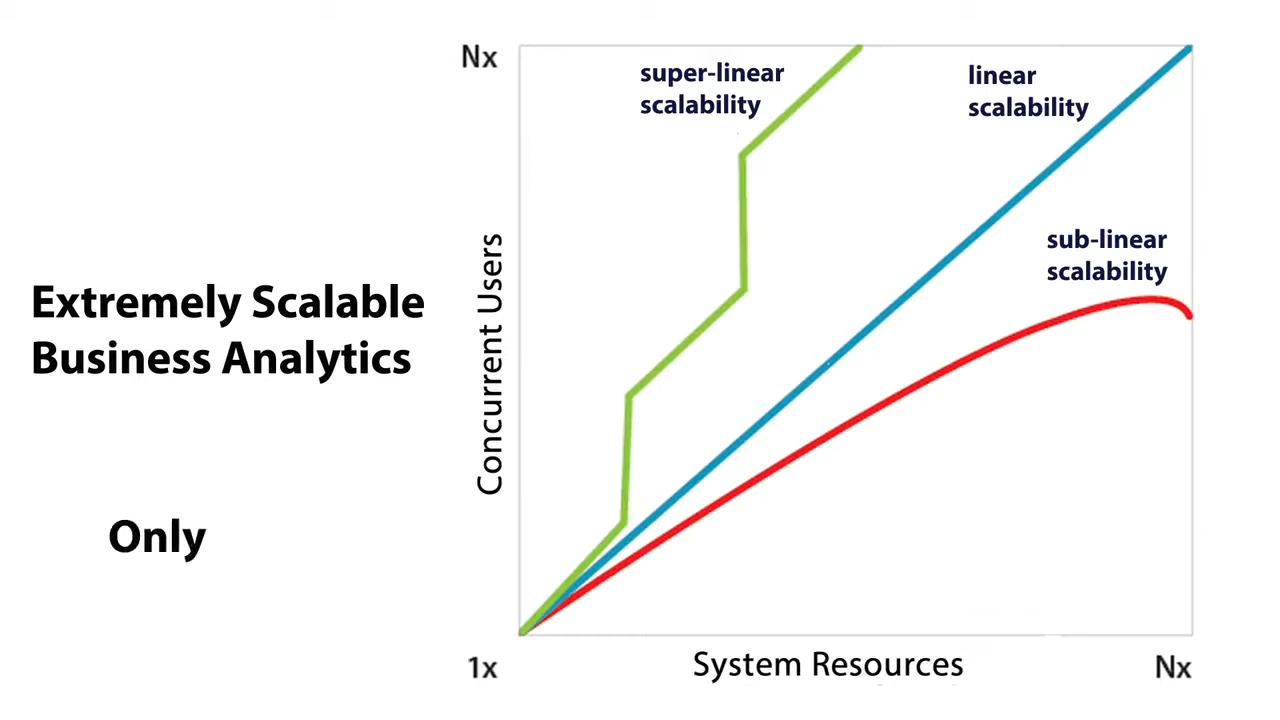 Extremely Scalable
Business Analytics
Only
Nx
super-linear
scalability
linear
scalability
sub-linear
scalability
Concurrent Users
1x
System Resources
Nx